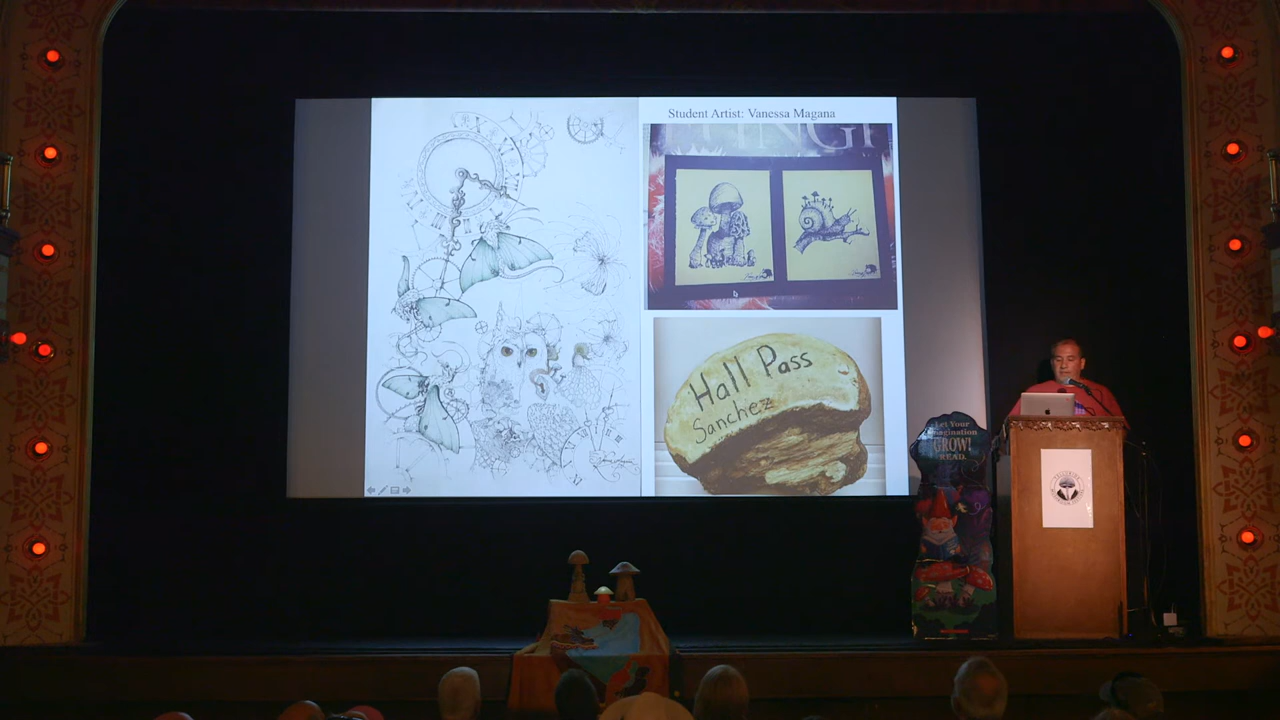 Student Artist: Vanessa Magana
Hall Pass
Sanchez
Let Your
Imagination
GROW!
READ.